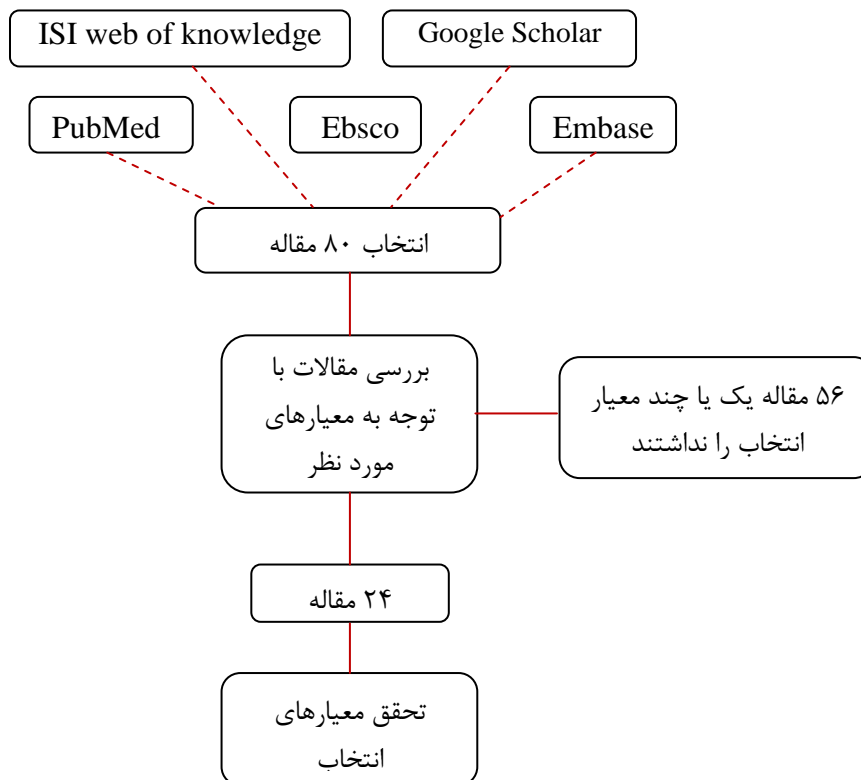 ISI web of knowledge
Google Scholar
PubMed
Ebsco
Embase
انتخاب ۸۰ مقاله
بررسی مقالات با
توجه به معیارهای
مورد نظر
۵۶ مقاله یک یا چند معیار
انتخاب را نداشتند
۲۴ مقاله
تحقق معیارهای
انتخاب